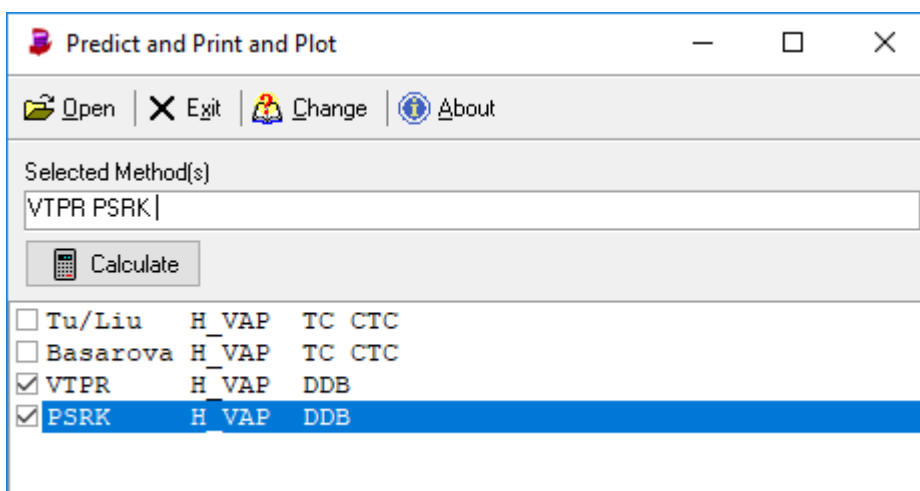 Predict and Print and Plot
Open Exit Change About
Selected Method(s)
VTPR PSRK
Calculate
Tu/Liu H_VAP TC CTC
Basarova H_VAP TC CTC
VTPR H_VAP DDB
PSRK H_VAP DDB